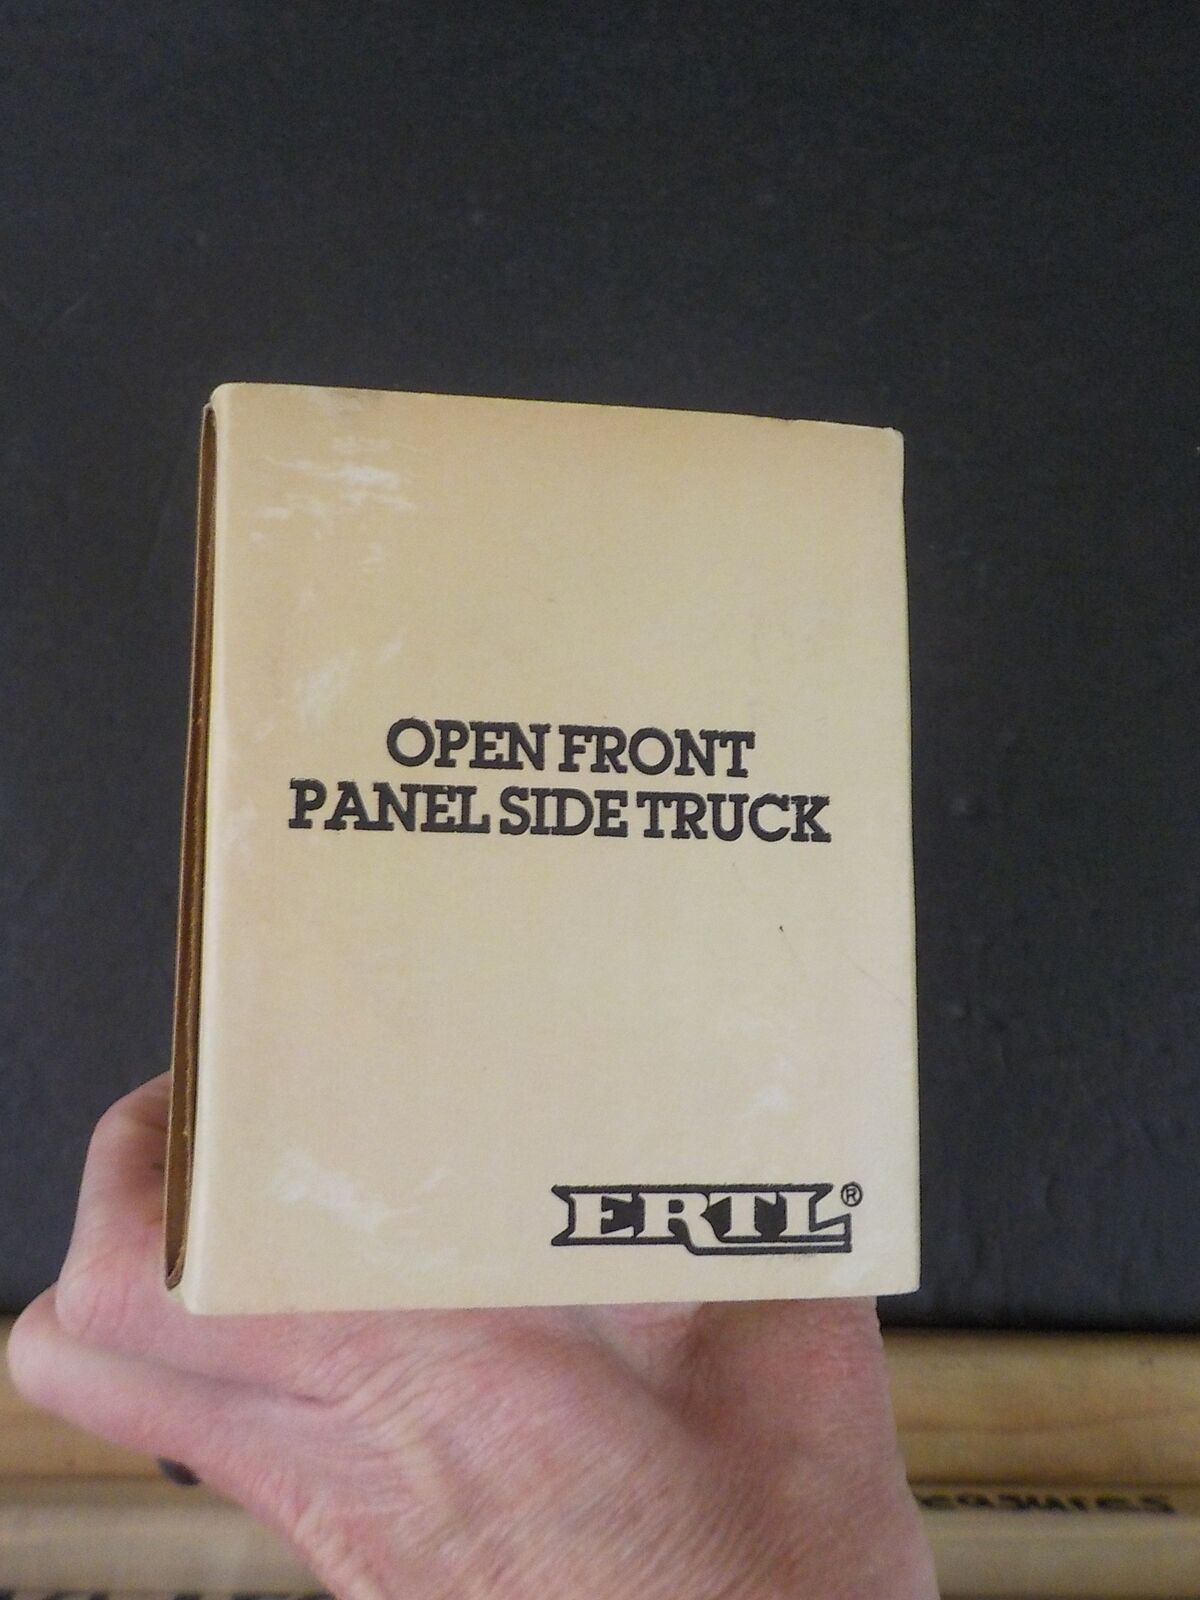 OPEN FRONT
PANEL SIDE TRUCK
ERTL®